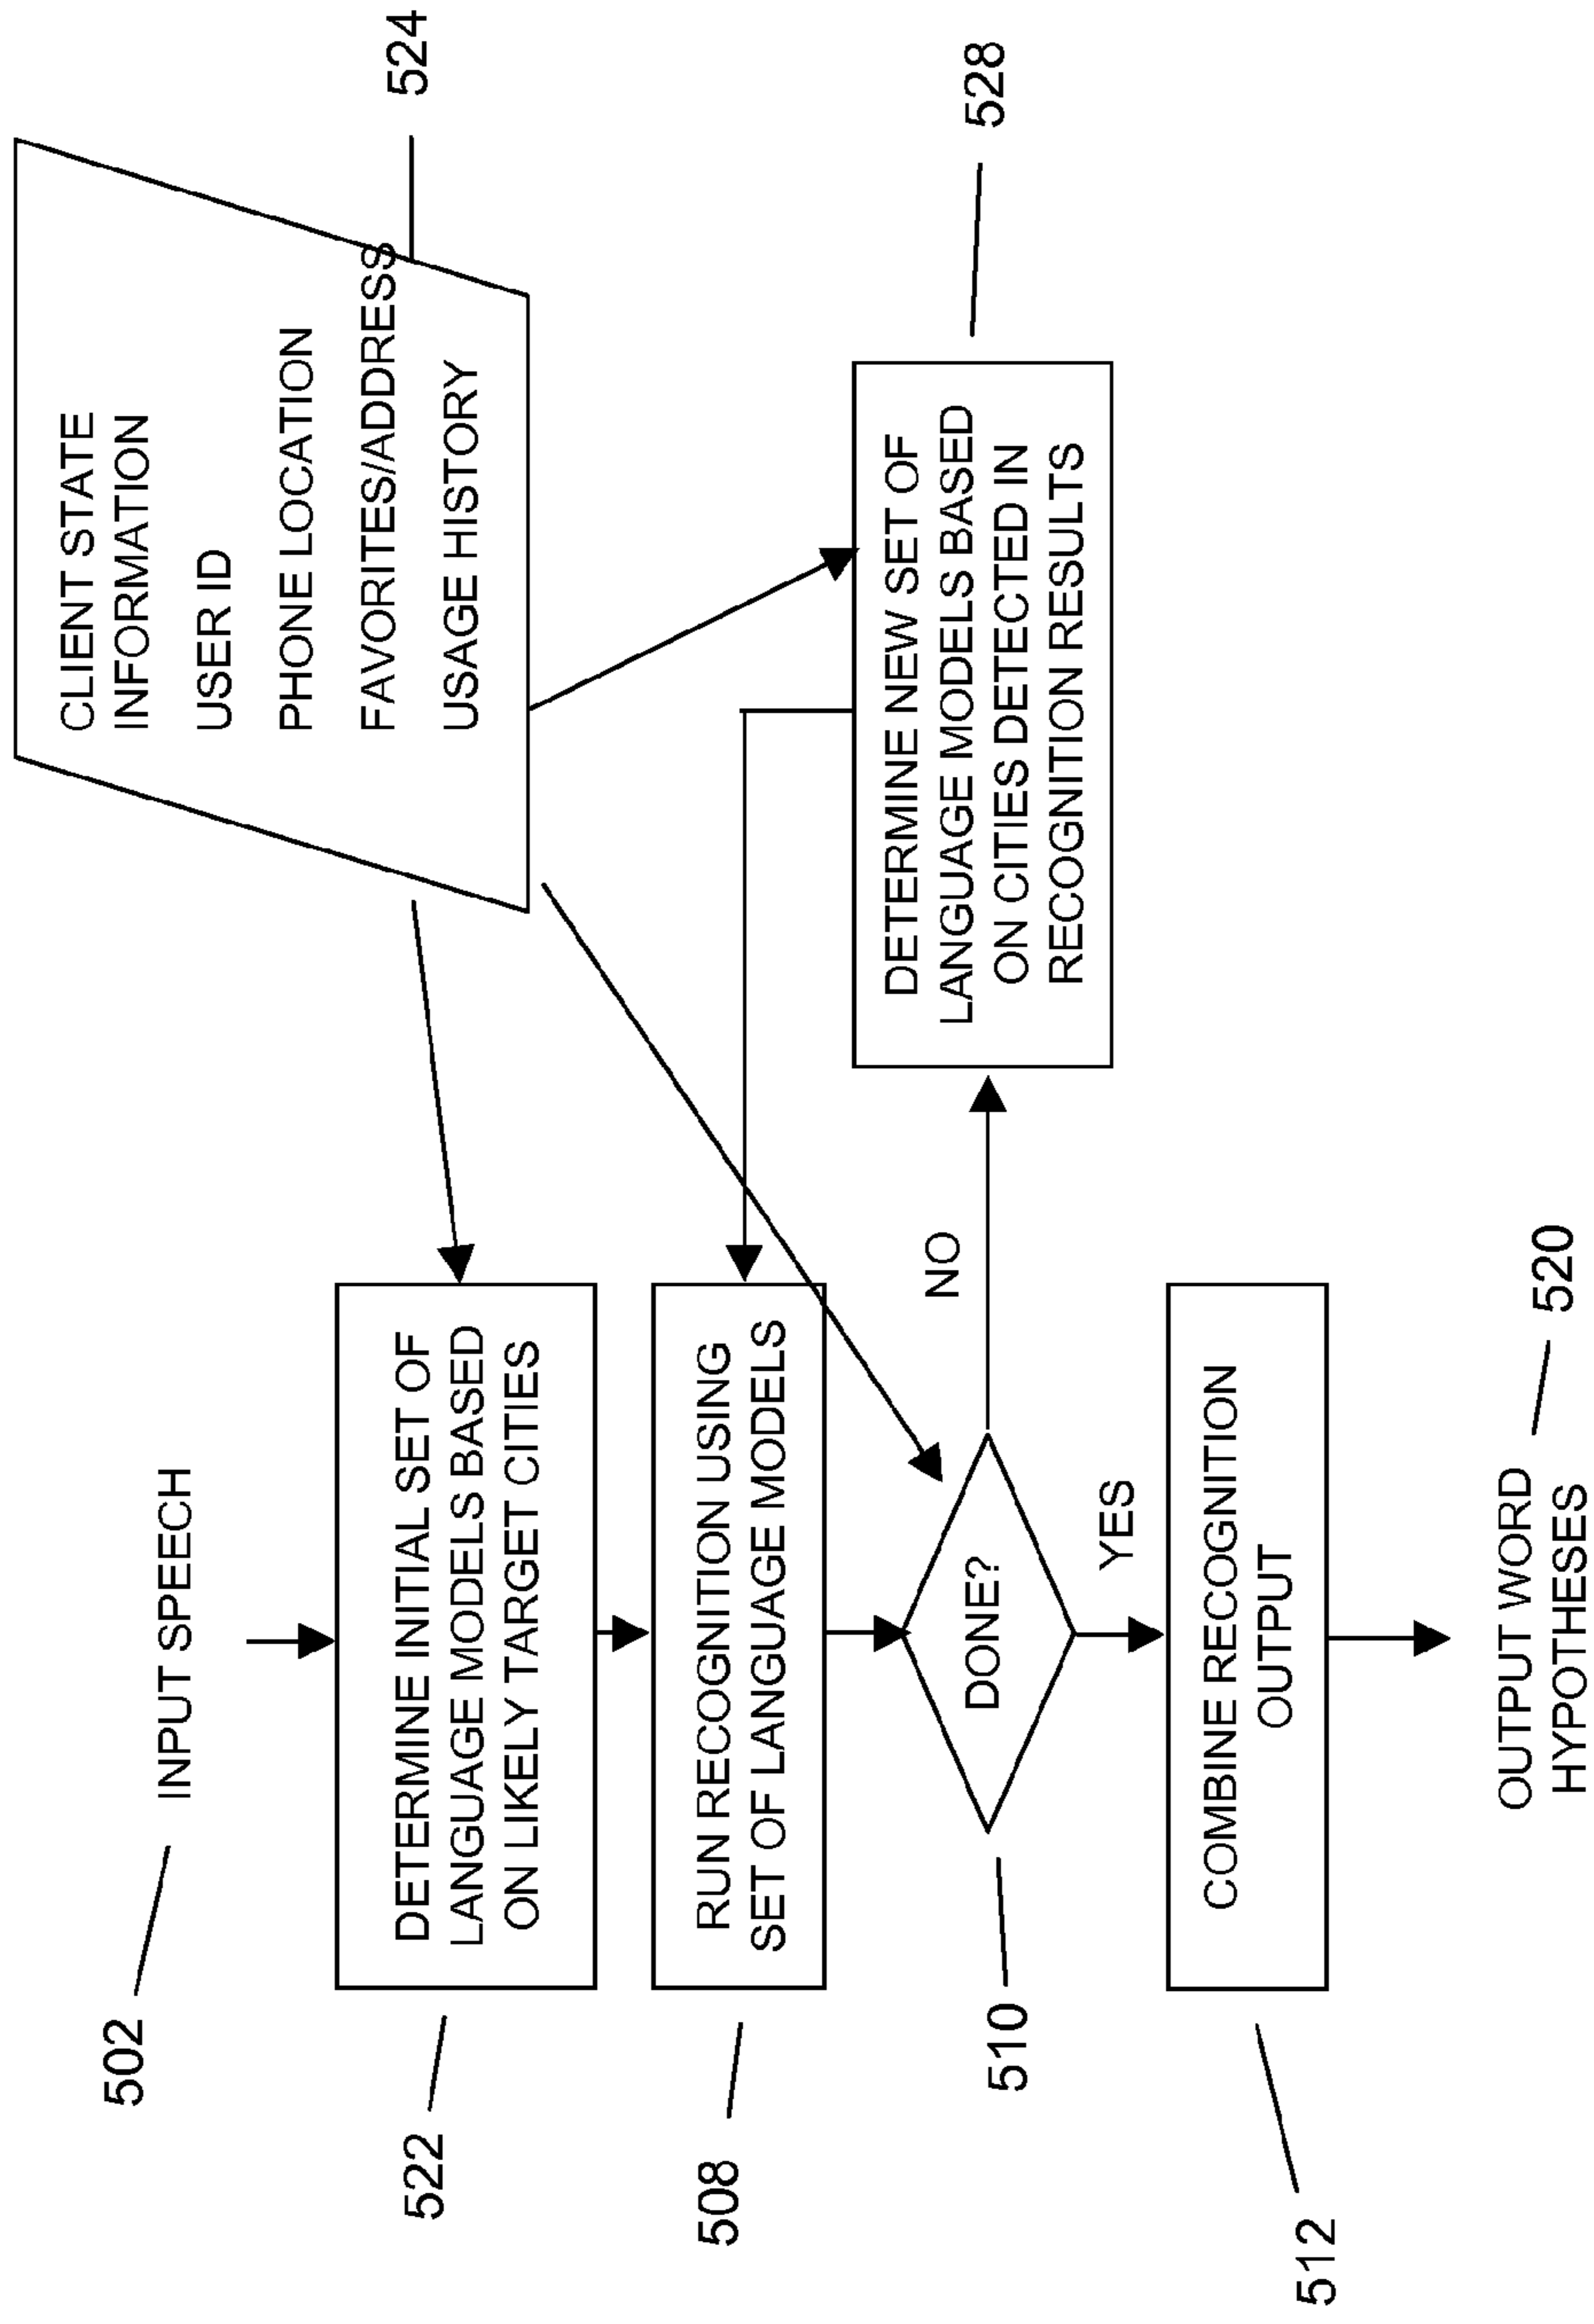 502
INPUT SPEECH
CLIENT STATE
INFORMATION
USER ID
PHONE LOCATION
FAVORITES/ADDRESS
USAGE HISTORY
524
522
DETERMINE INITIAL SET OF
LANGUAGE MODELS BASED
ON LIKELY TARGET CITIES
508
RUN RECOGNITION USING
SET OF LANGUAGE MODELS
510
DONE?
NO
YES
DETERMINE NEW SET OF
LANGUAGE MODELS BASED
ON CITIES DETECTED IN
RECOGNITION RESULTS
528
512
COMBINE RECOGNITION
OUTPUT
OUTPUT WORD
HYPOTHESES
520